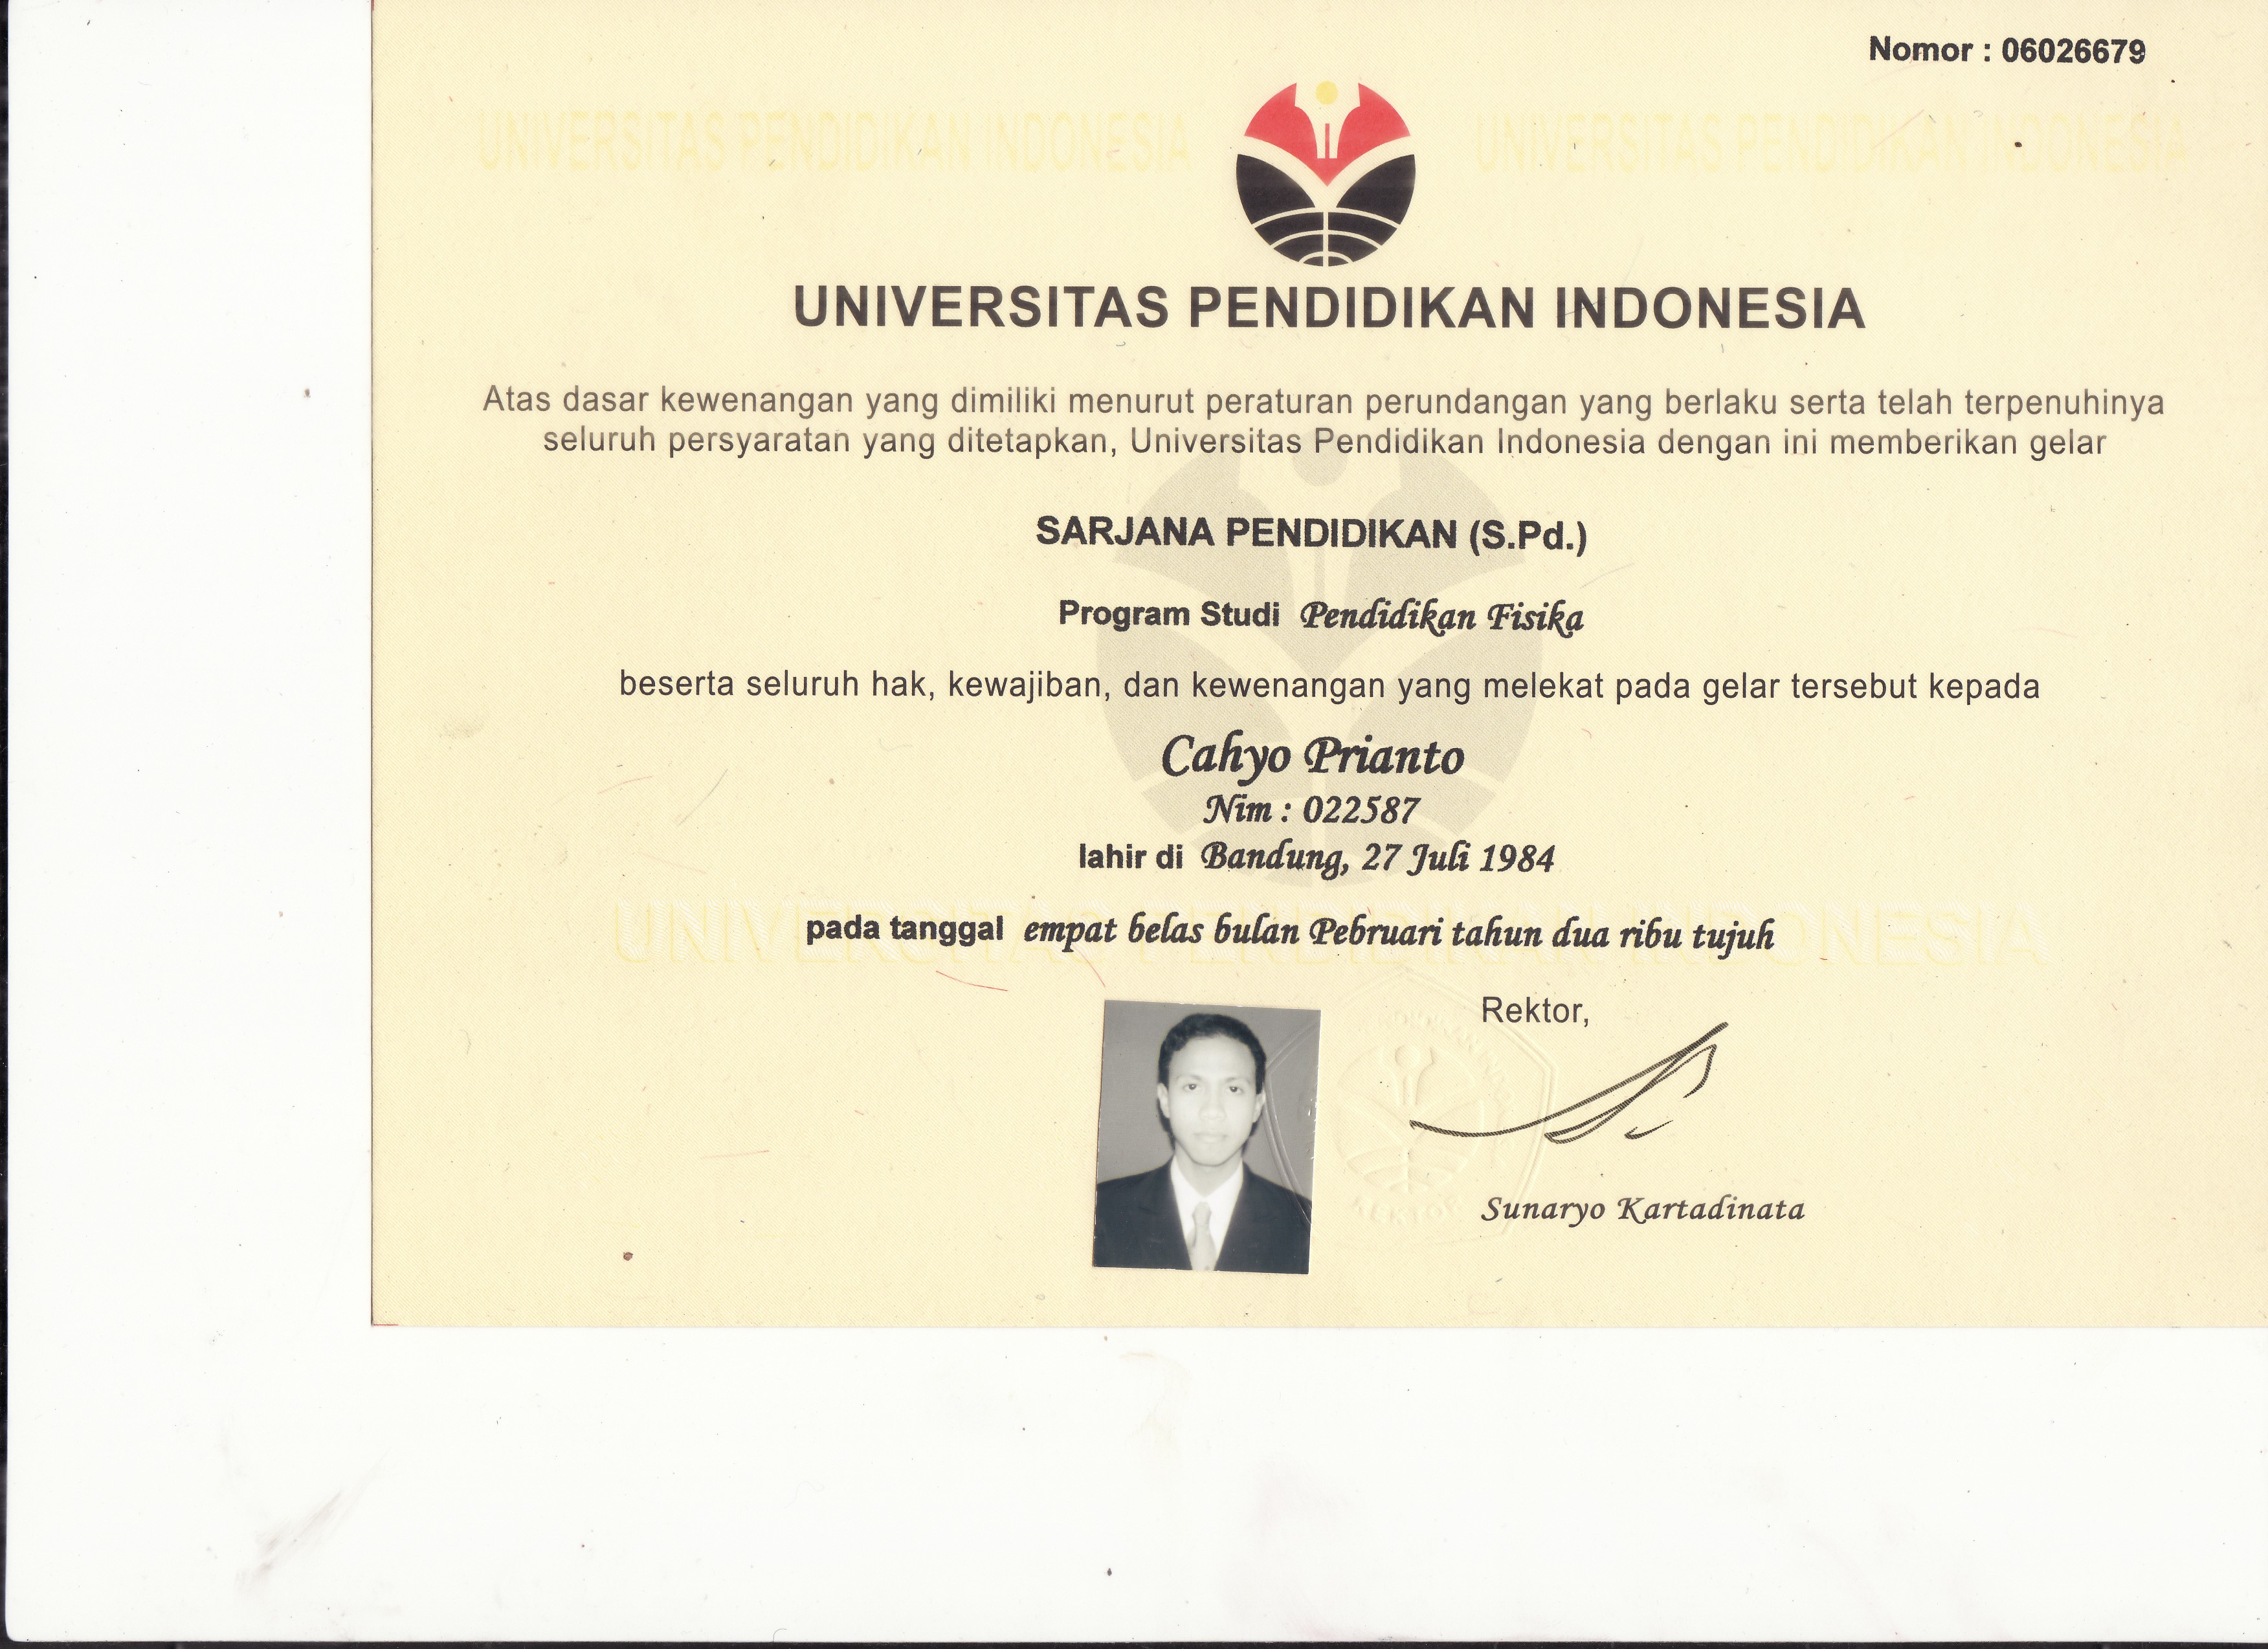 Nomor : 06026679
UNIVERSITAS PENDIDIKAN INDONESIA UNIVERSITAS PENDIDIKAN INDONESIA
UNIVERSITAS PENDIDIKAN INDONESIA
Atas dasar kewenangan yang dimiliki menurut peraturan perundangan yang berlaku serta telah terpenuhinya
seluruh persyaratan yang ditetapkan, Universitas Pendidikan Indonesia dengan ini memberikan gelar
SARJANA PENDIDIKAN (S.Pd.)
Program Studi Pendidikan Fisika
beserta seluruh hak, kewajiban, dan kewenangan yang melekat pada gelar tersebut kepada
Cahyo Prianto
Nim : 022587
lahir di Bandung, 27 Juli 1984
UNIVERSITAS PENDIDIKAN INDONESIA
pada tanggal empat belas bulan Pebruari tahun dua ribu tujuh
Rektor,
REKTOR
Sunaryo Kartadinata